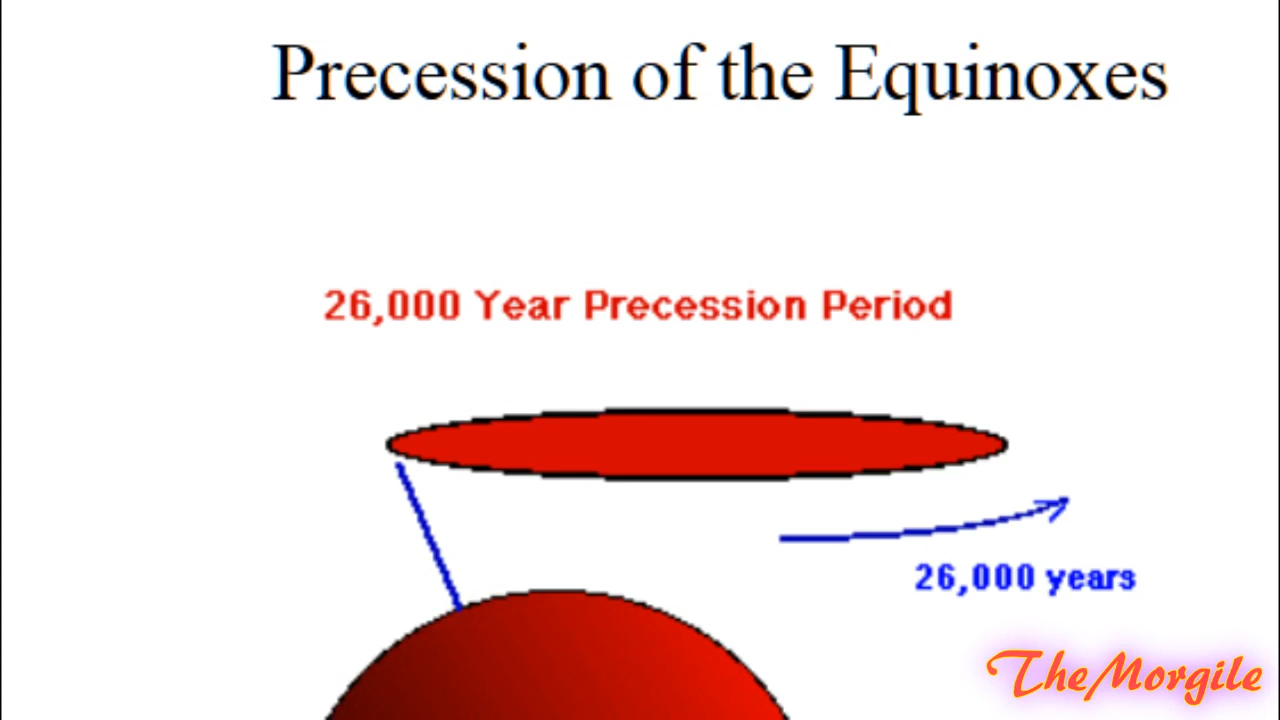 Precession of the Equinoxes
26,000 Year Precession Period
26,000 years
TheMorgile